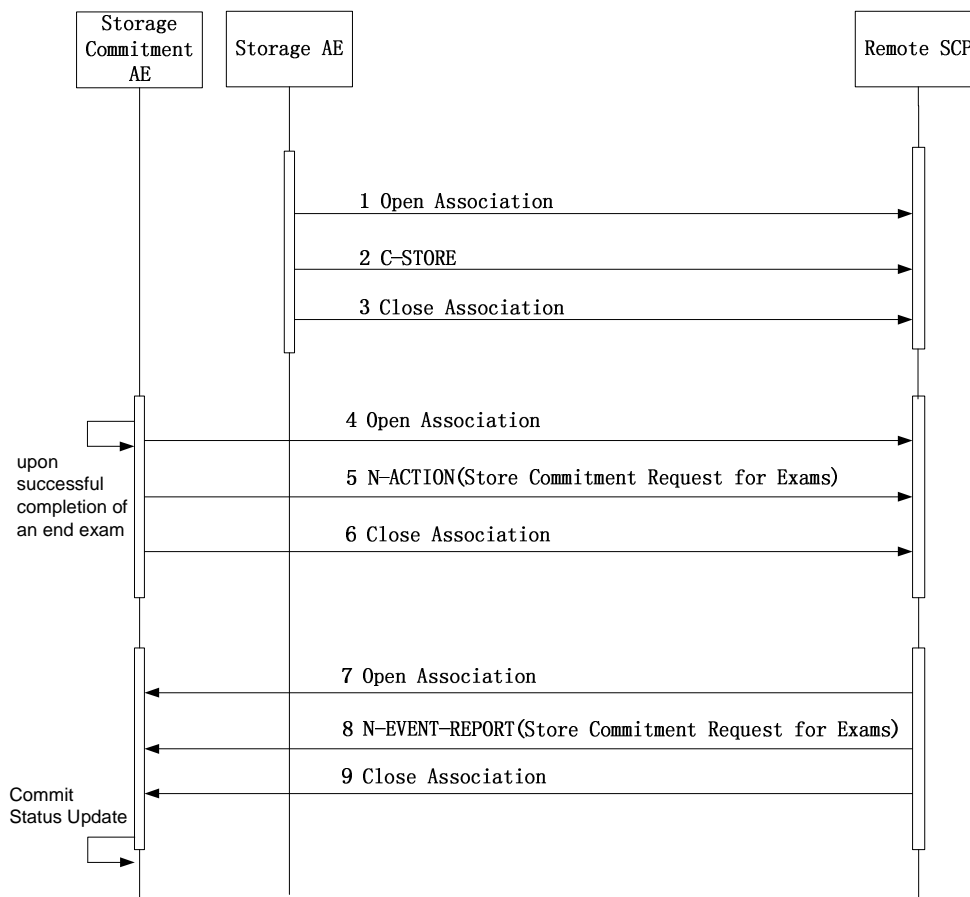 Storage
Commitment
AE
Storage AE
Remote SCP
1 Open Association
2 C-STORE
3 Close Association
4 Open Association
upon
successful
completion of
an end exam
5 N-ACTION(Store Commitment Request for Exams)
6 Close Association
7 Open Association
8 N-EVENT-REPORT(Store Commitment Request for Exams)
9 Close Association
Commit
Status Update